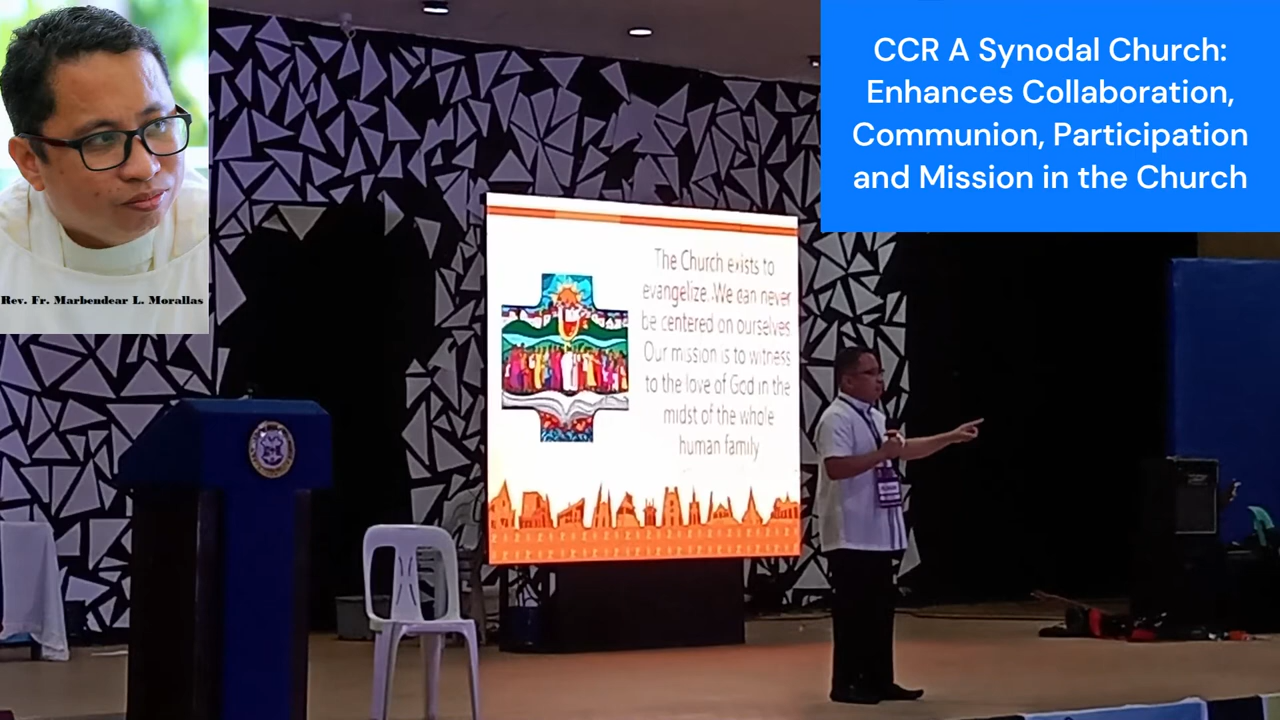 CCR A Synodal Church:
Enhances Collaboration,
Communion, Participation
and Mission in the Church
Rev. Fr. Marbendear L. Morallas
The Church exists to
evangelize. We can never
be centered on ourselves
Our mission is to witness
to the love of God in the
midst of the whole
human family